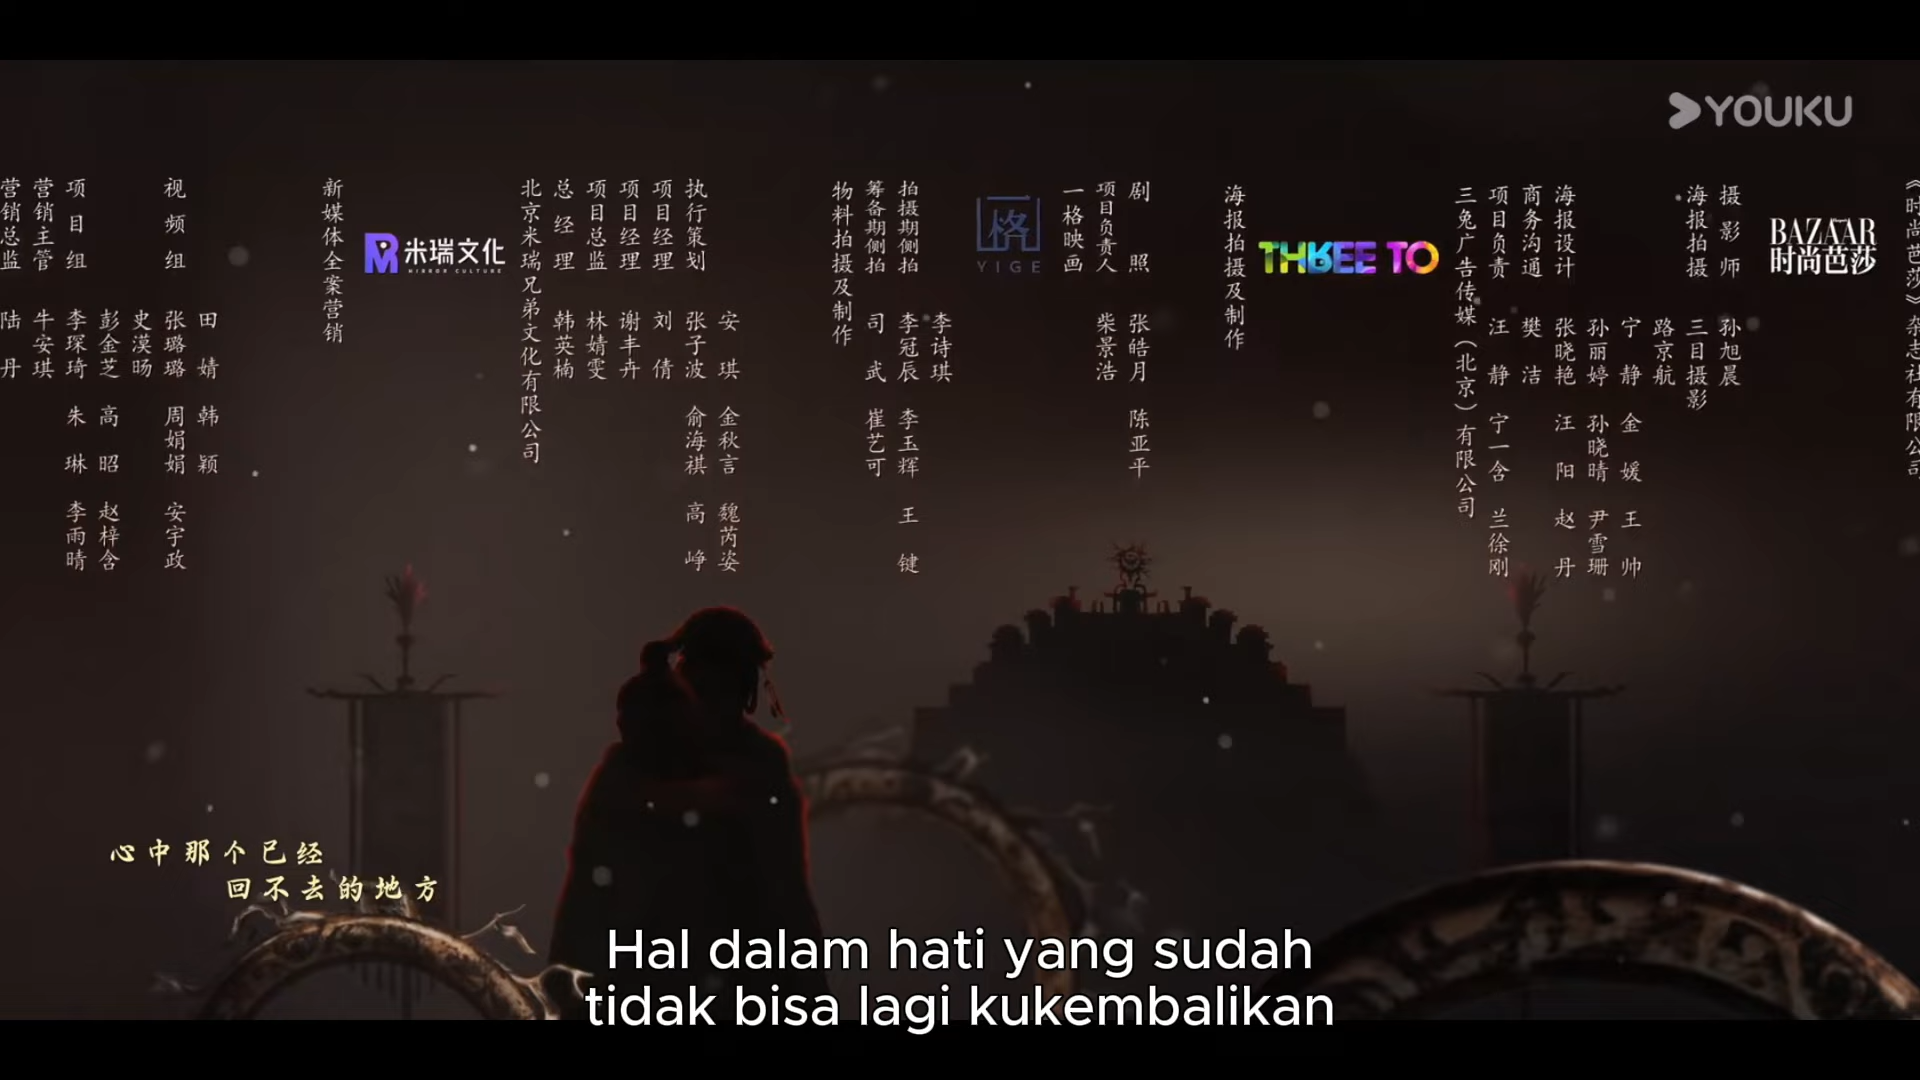 YOUKU
BAZAAR
时尚芭莎
摄影师 孙旭晨
海报拍摄 三目摄影
路京航
宁静 金媛 王帅
孙丽婷 孙晓晴 尹雪珊
海报设计 张晓艳 汪阳 赵丹
商务沟通 樊洁
项目负责 汪静 宁一含 兰徐刚
三兔广告传媒（北京）有限公司
THREE TO
海报拍摄及制作
剧照 张皓月 陈亚平
项目负责人 柴景浩
一格映画
格
YIGE
李诗琪
拍摄期侧拍 李冠辰 李玉辉 王键
筹备期侧拍 司武 崔艺可
物料拍摄及制作
安琪 金秋言 魏芮姿
执行策划 张子波 俞海祺 高峥
项目经理 刘倩
项目经理 谢丰卉
项目总监 林婧雯
总经理 韩英楠
北京米瑞兄弟文化有限公司
米瑞文化
MIRROR CULTURE
新媒体全案营销
田婧 韩颖
视频组 张璐璐 周娟娟 安宇政
史漠旸
彭金芝 高昭 赵梓含
项目组 李琛琦 朱琳 李雨晴
营销主管 牛安琪
营销总监 陆丹
心中那个已经
回不去的地方
Hal dalam hati yang sudah
tidak bisa lagi kukembalikan